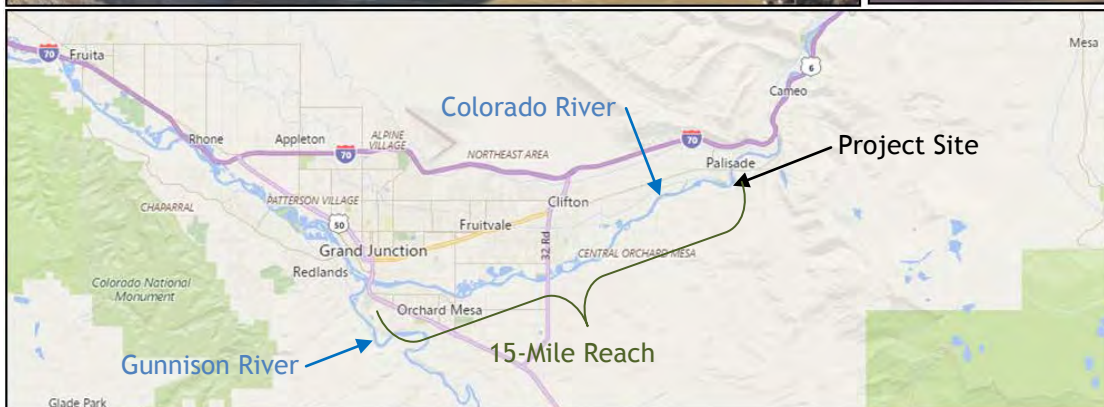 70
Fruita
Mesa
6
Cameo
Colorado River
Rhone
Appleton
ALPINE
VILLAGE
70
NORTHEAST AREA
70
Palisade
Project Site
CHAPARRAL
PATTERSON VILLAGE
50
Clifton
Fruitvale
Grand Junction
32 Rd
CENTRAL ORCHARD MESA
Redlands
Colorado National
Monument
Orchard Mesa
15-Mile Reach
Gunnison River
Glade Park